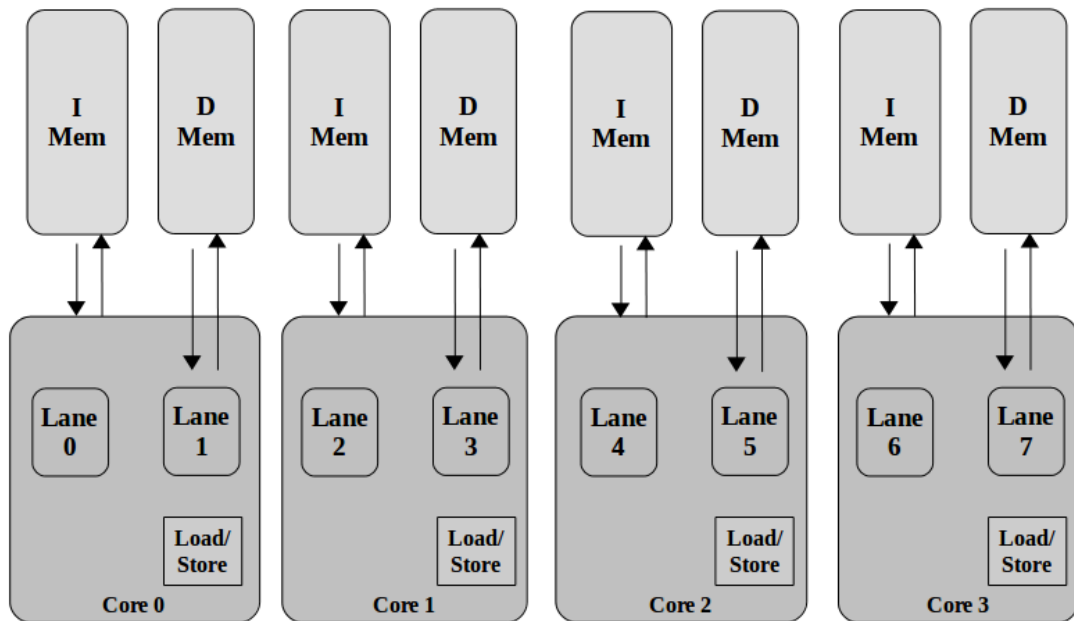 I
Mem
D
Mem
I
Mem
D
Mem
I
Mem
D
Mem
I
Mem
D
Mem
Lane
0
Lane
1
Lane
2
Lane
3
Lane
4
Lane
5
Lane
6
Lane
7
Load/
Store
Load/
Store
Load/
Store
Load/
Store
Core 0
Core 1
Core 2
Core 3